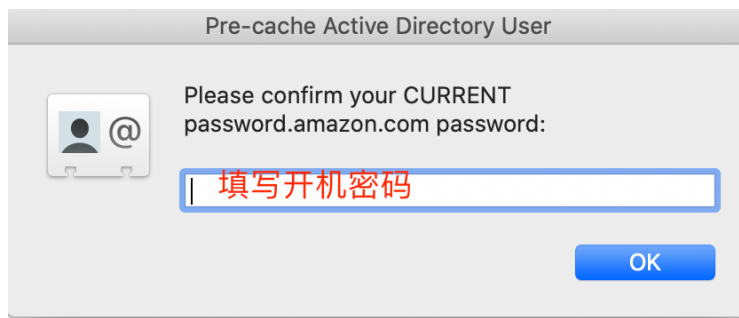 Pre-cache Active Directory User
Please confirm your CURRENT
password.amazon.com password:
填写开机密码
OK